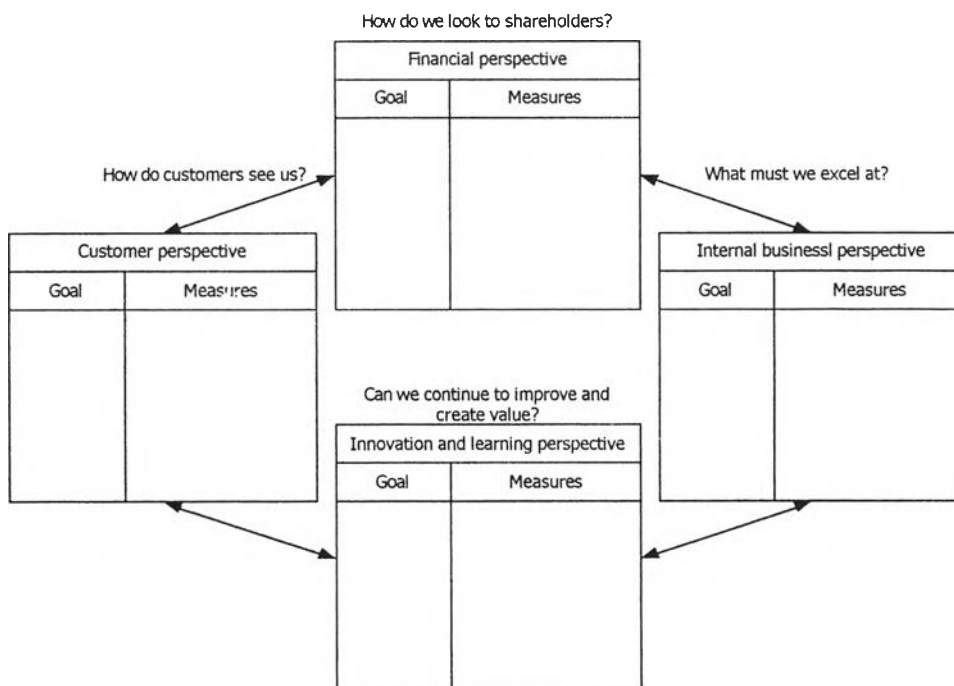 How do we look to shareholders?
Financial perspective
Goal Measures
How do customers see us?
What must we excel at?
Customer perspective
Goal Measures
Internal businessl perspective
Goal Measures
Can we continue to improve and
create value?
Innovation and learning perspective
Goal Measures